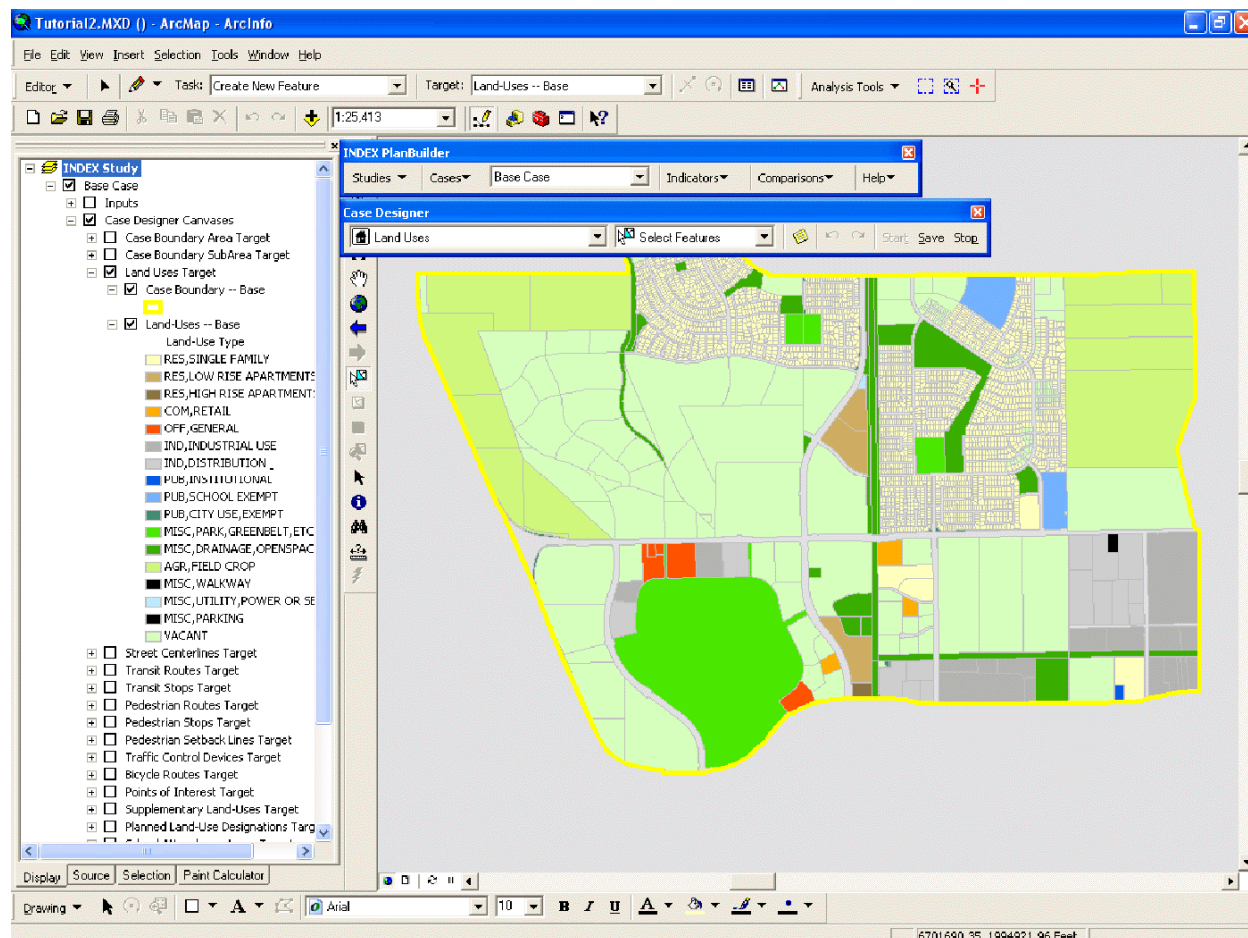 Tutorial2.MXD () - ArcMap - ArcInfo
File Edit View Insert Selection Tools Window Help
Editor Task: Create New Feature Target: Land-Uses -- Base Analysis Tools
1:25,413
INDEX PlanBuilder
Studies Cases Base Case Indicators Comparisons Help
Case Designer
Land Uses Select Features Start Save Stop
INDEX Study
Base Case
Inputs
Case Designer Canvases
Case Boundary Area Target
Case Boundary SubArea Target
Land Uses Target
Case Boundary -- Base
Land-Uses -- Base
Land-Use Type
RES,SINGLE FAMILY
RES,LOW RISE APARTMENTS
RES,HIGH RISE APARTMENT
COM,RETAIL
OFF,GENERAL
IND,INDUSTRIAL USE
IND,DISTRIBUTION _
PUB,INSTITUTIONAL
PUB,SCHOOL EXEMPT
PUB,CITY USE,EXEMPT
MISC,PARK,GREENBELT,ETC
MISC,DRAINAGE,OPENSPAC
AGR,FIELD CROP
MISC,WALKWAY
MISC,UTILITY,POWER OR SE
MISC,PARKING
VACANT
Street Centerlines Target
Transit Routes Target
Transit Stops Target
Pedestrian Routes Target
Pedestrian Stops Target
Pedestrian Setback Lines Target
Traffic Control Devices Target
Bicycle Routes Target
Points of Interest Target
Supplementary Land-Uses Target
Planned Land-Use Designations Targ
Display Source Selection Paint Calculator
Drawing A Arial 10 B I U A
6701690.35 1994921.96 Feet